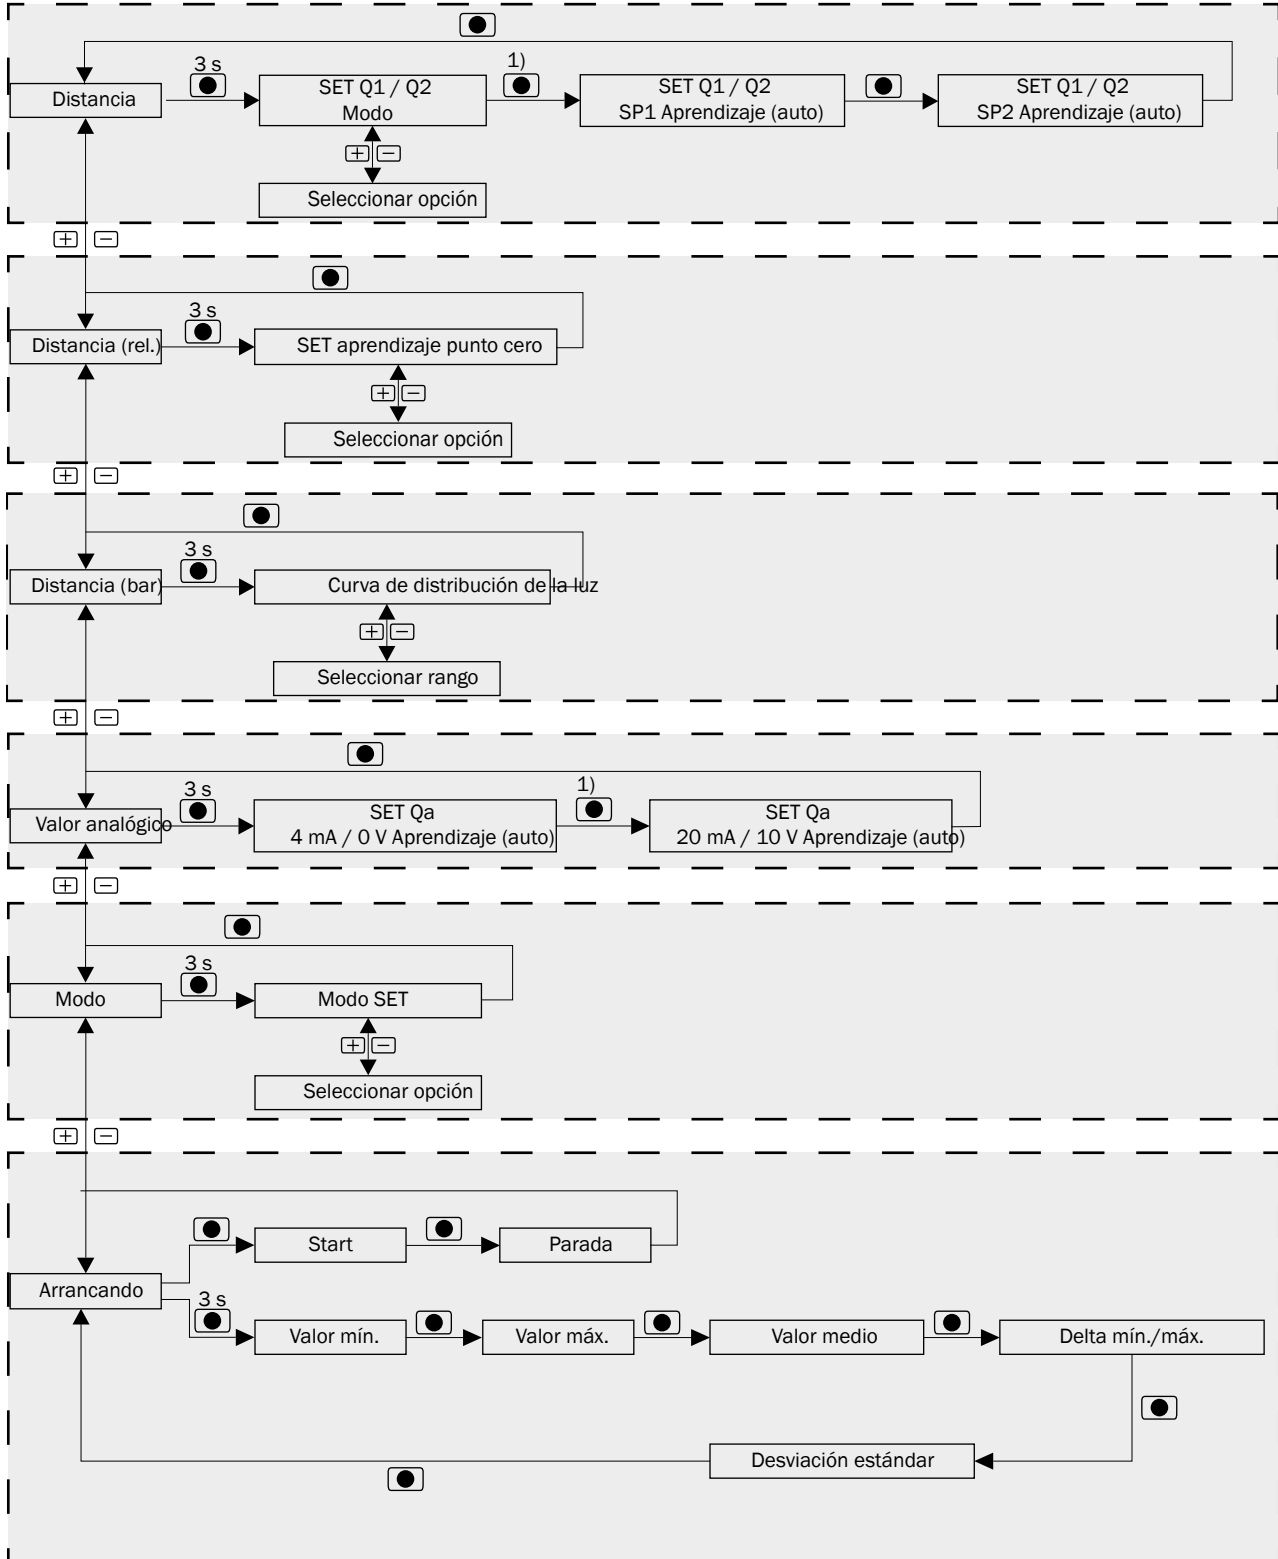 3 s
1)
Distancia
SET Q1 / Q2
Modo
SET Q1 / Q2
SP1 Aprendizaje (auto)
SET Q1 / Q2
SP2 Aprendizaje (auto)
+ −
Seleccionar opción
+ −
3 s
Distancia (rel.)
SET aprendizaje punto cero
+ −
Seleccionar opción
+ −
3 s
Distancia (bar)
Curva de distribución de la luz
+ −
Seleccionar rango
+ −
3 s
1)
Valor analógico
SET Qa
4 mA / 0 V Aprendizaje (auto)
SET Qa
20 mA / 10 V Aprendizaje (auto)
+ −
3 s
Modo
Modo SET
+ −
Seleccionar opción
+ −
Start
Parada
Arrancando
3 s
Valor mín.
Valor máx.
Valor medio
Delta mín./máx.
Desviación estándar